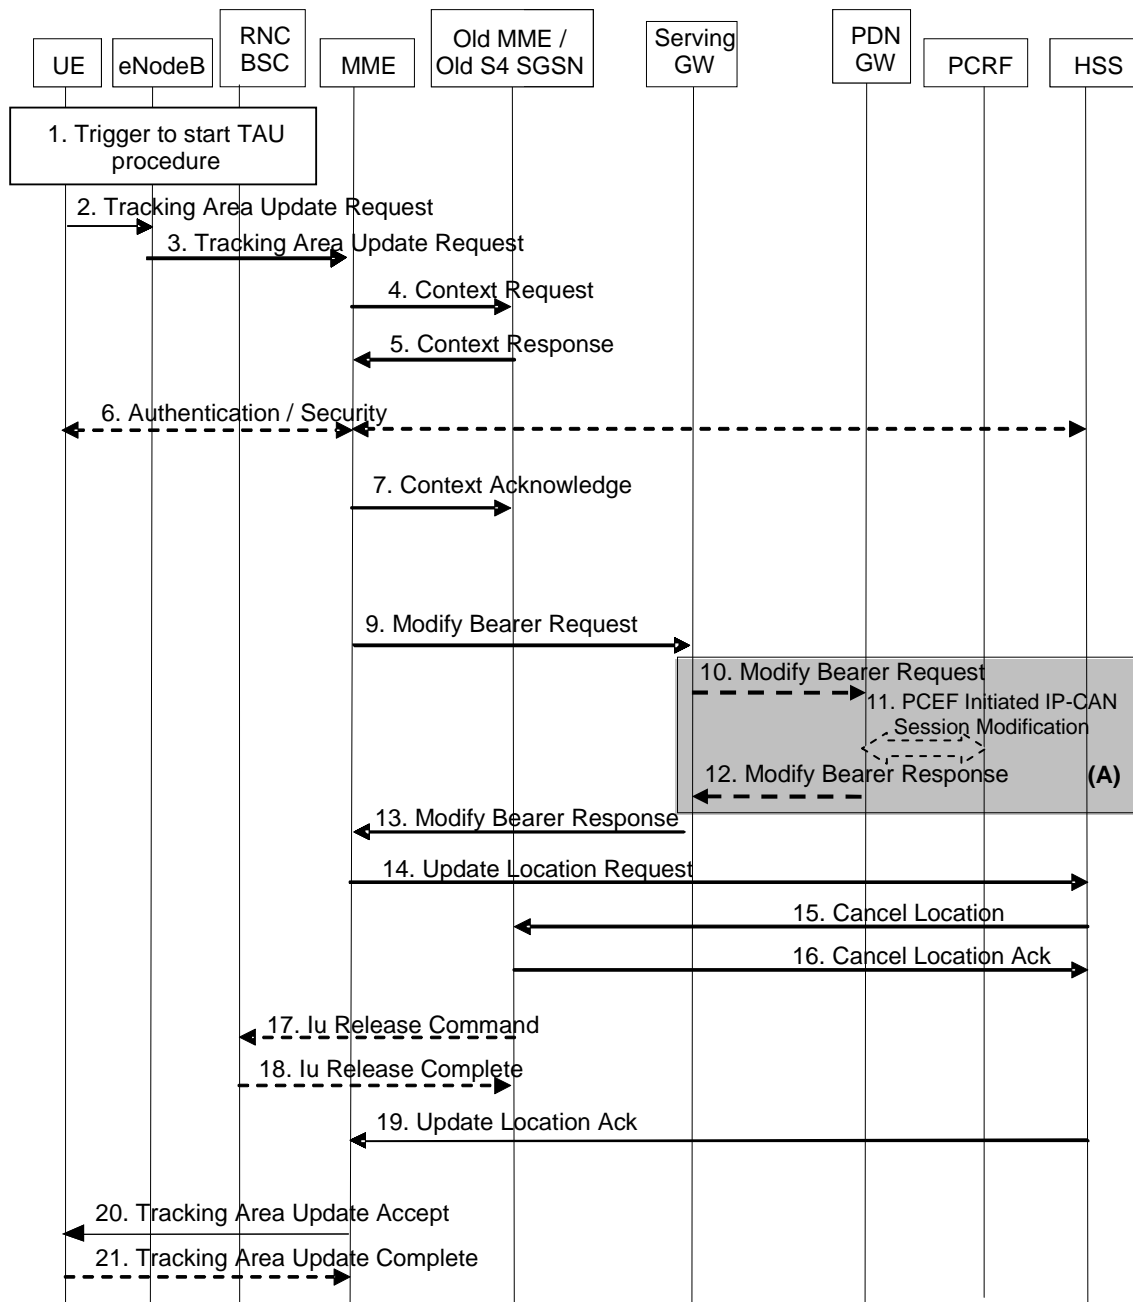 UE
eNodeB
RNC
BSC
MME
Old MME /
Old S4 SGSN
Serving
GW
PDN
GW
PCRF
HSS
1. Trigger to start TAU
procedure
2. Tracking Area Update Request
3. Tracking Area Update Request
4. Context Request
5. Context Response
6. Authentication / Security
7. Context Acknowledge
9. Modify Bearer Request
10. Modify Bearer Request
11. PCEF Initiated IP-CAN
Session Modification
12. Modify Bearer Response
(A)
13. Modify Bearer Response
14. Update Location Request
15. Cancel Location
16. Cancel Location Ack
17. Iu Release Command
18. Iu Release Complete
19. Update Location Ack
20. Tracking Area Update Accept
21. Tracking Area Update Complete